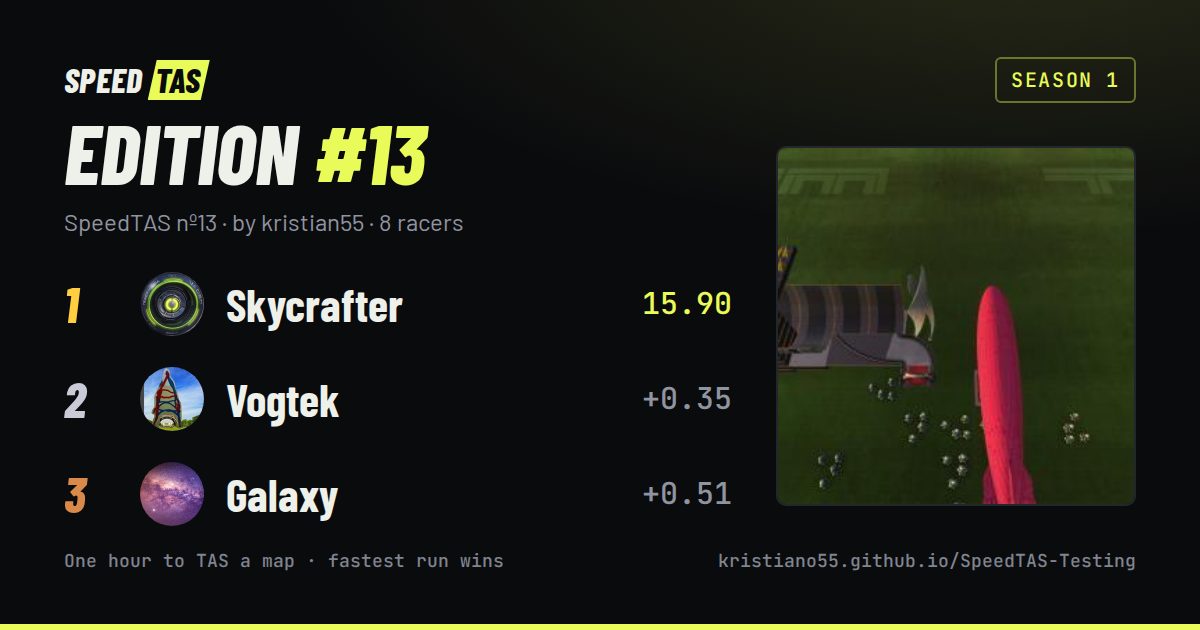 SPEED TAS
SEASON 1
EDITION #13
SpeedTAS nº13 · by kristian55 · 8 racers
1 Skycrafter 15.90
2 Vogtek +0.35
3 Galaxy +0.51
One hour to TAS a map · fastest run wins
kristiano55.github.io/SpeedTAS-Testing